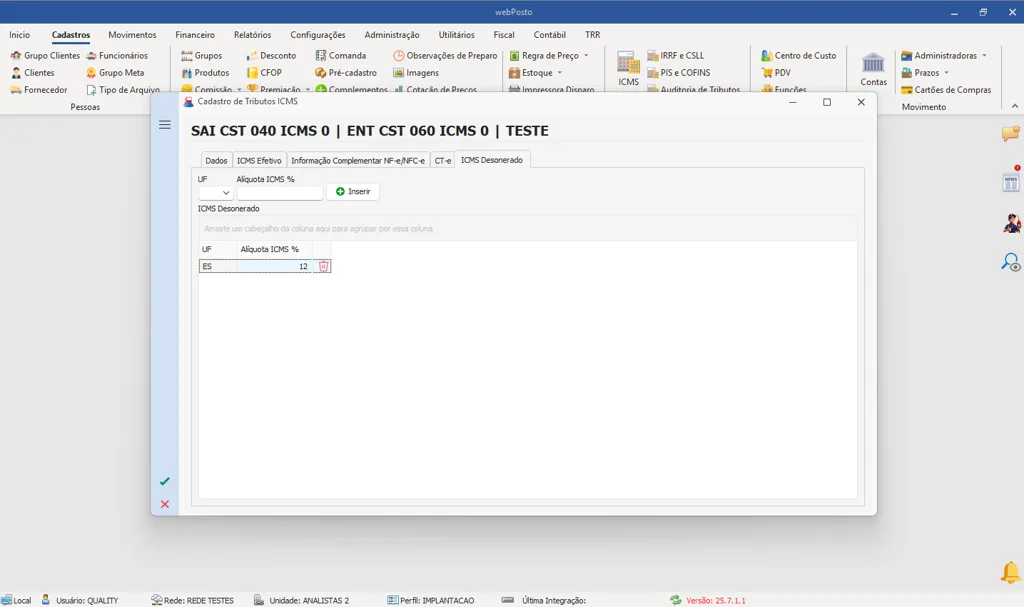 webPosto
Inicio Cadastros Movimentos Financeiro Relatórios Configurações Administração Utilitários Fiscal Contábil TRR
Grupo Clientes Funcionários Grupos Desconto Comanda Observações de Preparo Regra de Preço IRRF e CSLL Centro de Custo Administradoras
Clientes Grupo Meta Produtos CFOP Pré-cadastro Imagens Estoque ICMS PIS e COFINS PDV Contas Prazos
Fornecedor Tipo de Arquivo Comissão Premiação Complementos Cotação de Preços Impressora Disparo Auditoria de Tributos Funções Cartões de Compras
Pessoas Movimento
Cadastro de Tributos ICMS
SAI CST 040 ICMS 0 | ENT CST 060 ICMS 0 | TESTE
Dados ICMS Efetivo Informação Complementar NF-e/NFC-e CT-e ICMS Desonerado
UF Alíquota ICMS %
Inserir
ICMS Desonerado
Arraste um cabeçalho da coluna aqui para agrupar por essa coluna
UF Alíquota ICMS %
ES 12
NEWS
Local Usuário: QUALITY Rede: REDE TESTES Unidade: ANALISTAS 2 Perfil: IMPLANTACAO Última Integração: Versão: 25.7.1.1